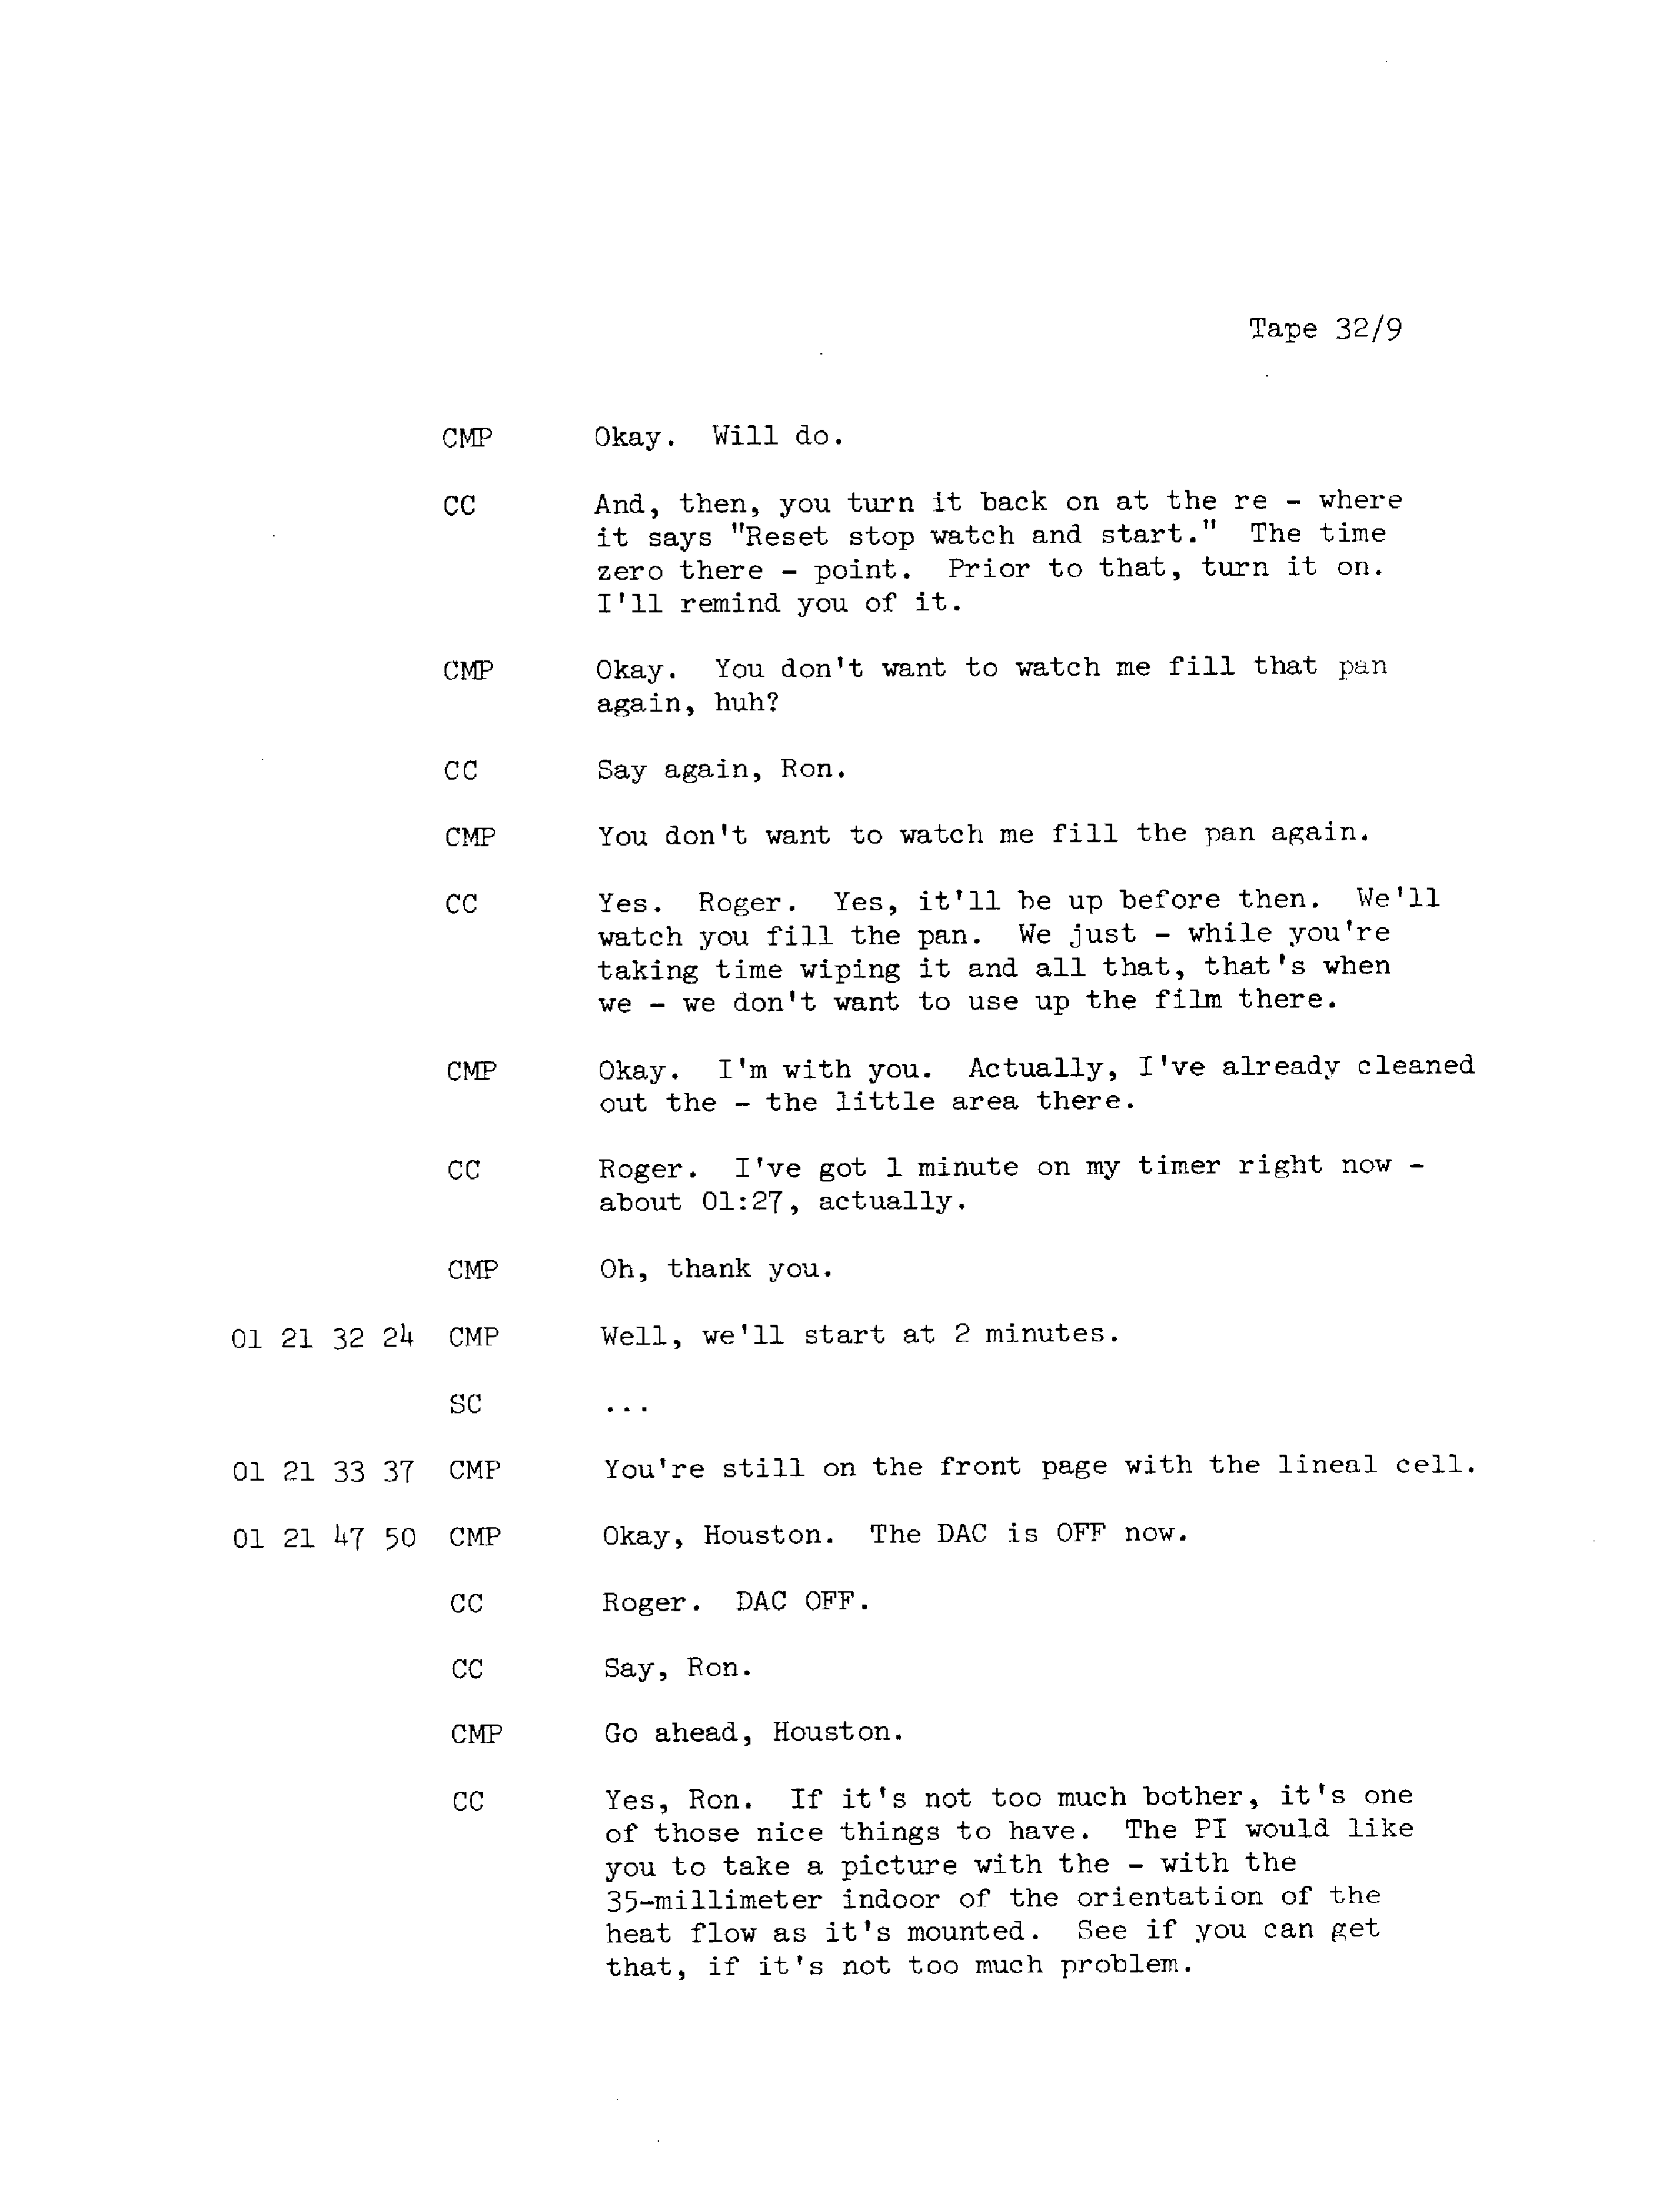 Tape 32/9
CMP Okay. Will do.
CC And, then, you turn it back on at the re - where
it says "Reset stop watch and start." The time
zero there - point. Prior to that, turn it on.
I'll remind you of it.
CMP Okay. You don't want to watch me fill that pan
again, huh?
CC Say again, Ron.
CMP You don't want to watch me fill the pan again.
CC Yes. Roger. Yes, it'll be up before then. We'll
watch you fill the pan. We just - while you're
taking time wiping it and all that, that's when
we - we don't want to use up the film there.
CMP Okay. I'm with you. Actually, I've already cleaned
out the - the little area there.
CC Roger. I've got 1 minute on my timer right now -
about 01:27, actually.
CMP Oh, thank you.
01 21 32 24 CMP Well, we'll start at 2 minutes.
SC ...
01 21 33 37 CMP You're still on the front page with the lineal cell.
01 21 47 50 CMP Okay, Houston. The DAC is OFF now.
CC Roger. DAC OFF.
CC Say, Ron.
CMP Go ahead, Houston.
CC Yes, Ron. If it's not too much bother, it's one
of those nice things to have. The PI would like
you to take a picture with the - with the
35-millimeter indoor of the orientation of the
heat flow as it's mounted. See if you can get
that, if it's not too much problem.